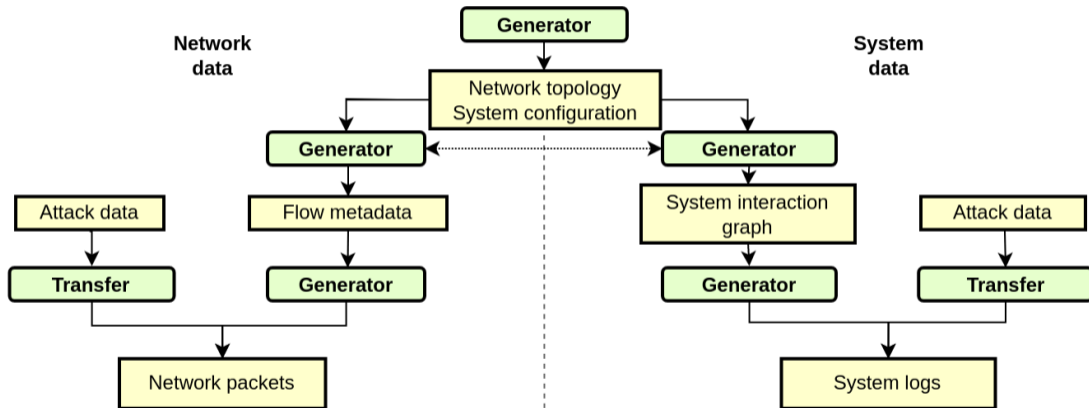 Generator
Network
data
System
data
Network topology
System configuration
Generator
Generator
Attack data
Flow metadata
System interaction
graph
Attack data
Transfer
Generator
Generator
Transfer
Network packets
System logs